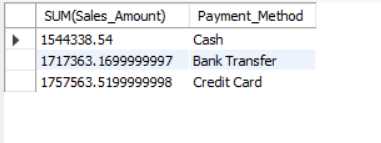 SUM(Sales_Amount) Payment_Method
1544338.54 Cash
1717363.1699999997 Bank Transfer
1757563.5199999998 Credit Card